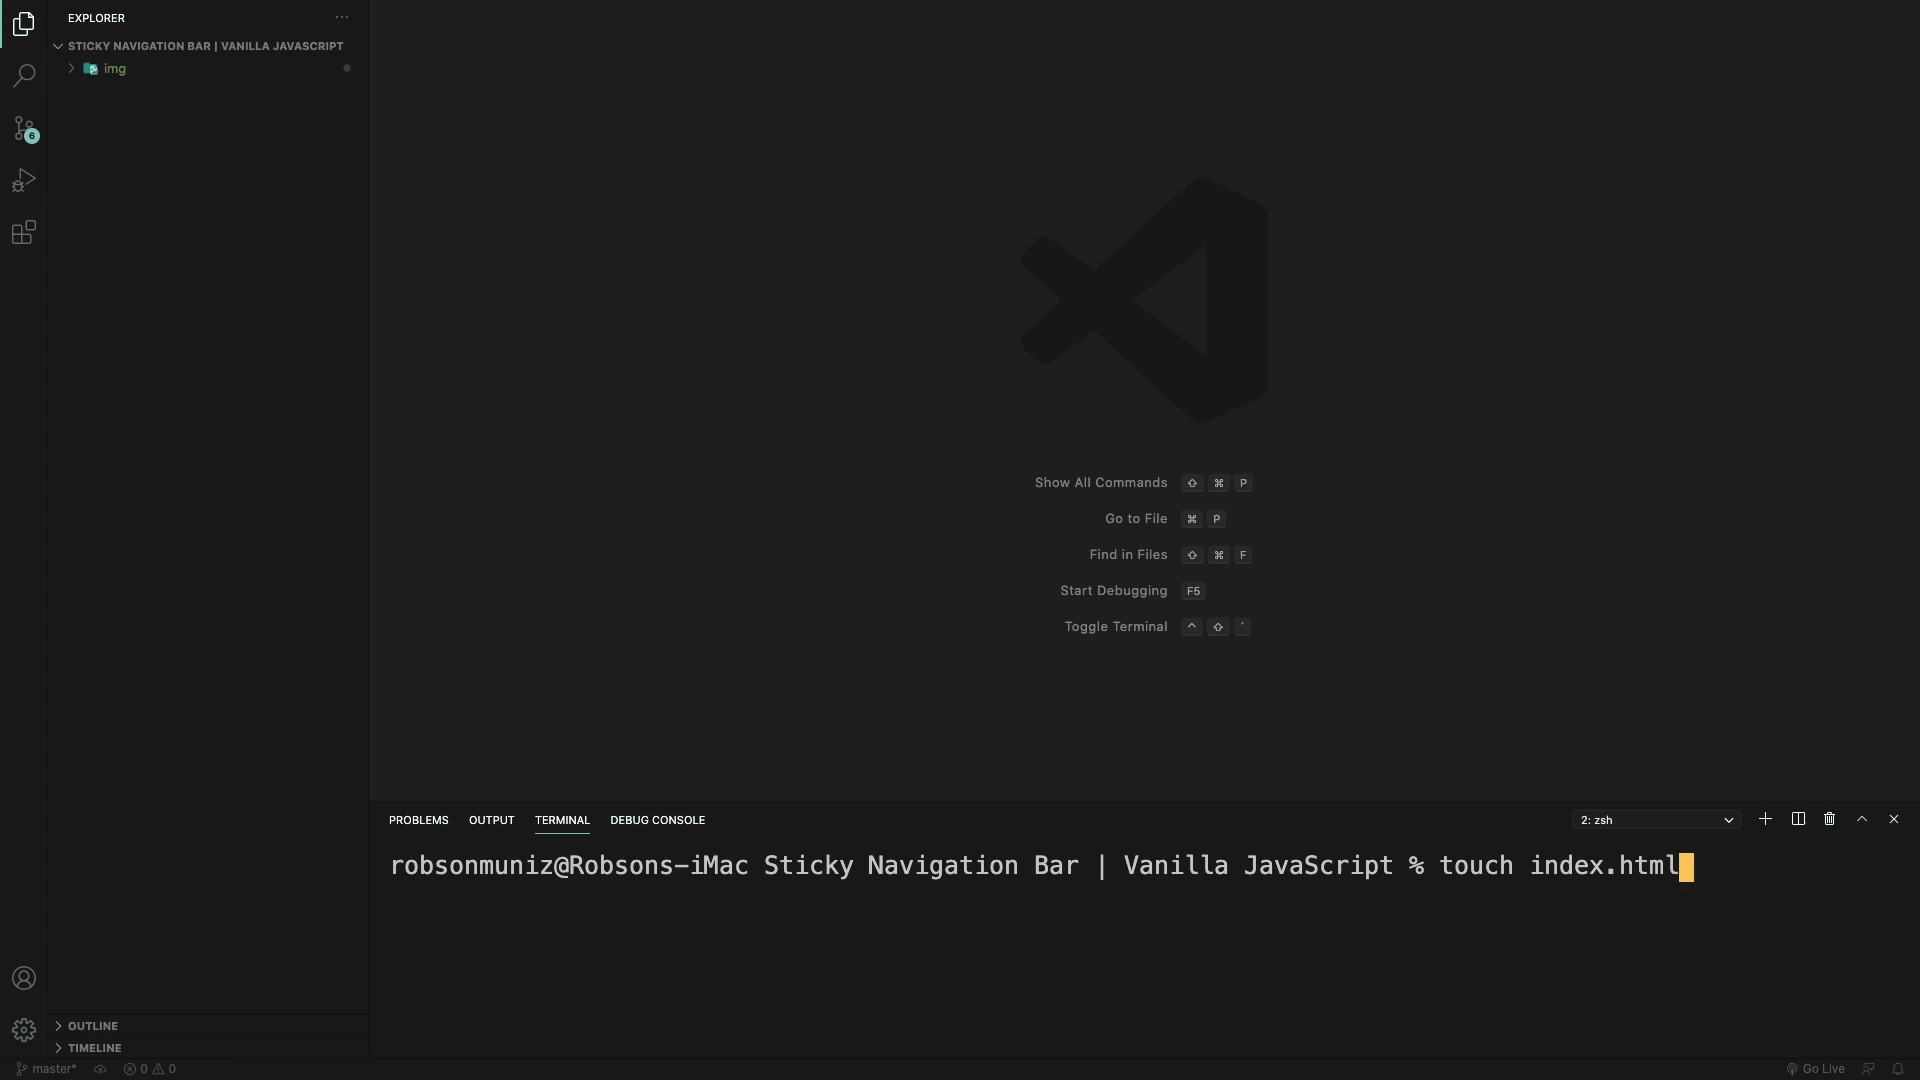 EXPLORER
STICKY NAVIGATION BAR | VANILLA JAVASCRIPT
img
6
Show All Commands ⇧ ⌘ P
Go to File ⌘ P
Find in Files ⇧ ⌘ F
Start Debugging F5
Toggle Terminal ^ ⇧ '
PROBLEMS OUTPUT TERMINAL DEBUG CONSOLE 2: zsh
robsonmuniz@Robsons-iMac Sticky Navigation Bar | Vanilla JavaScript % touch index.html
OUTLINE
TIMELINE
master* 0 0 Go Live